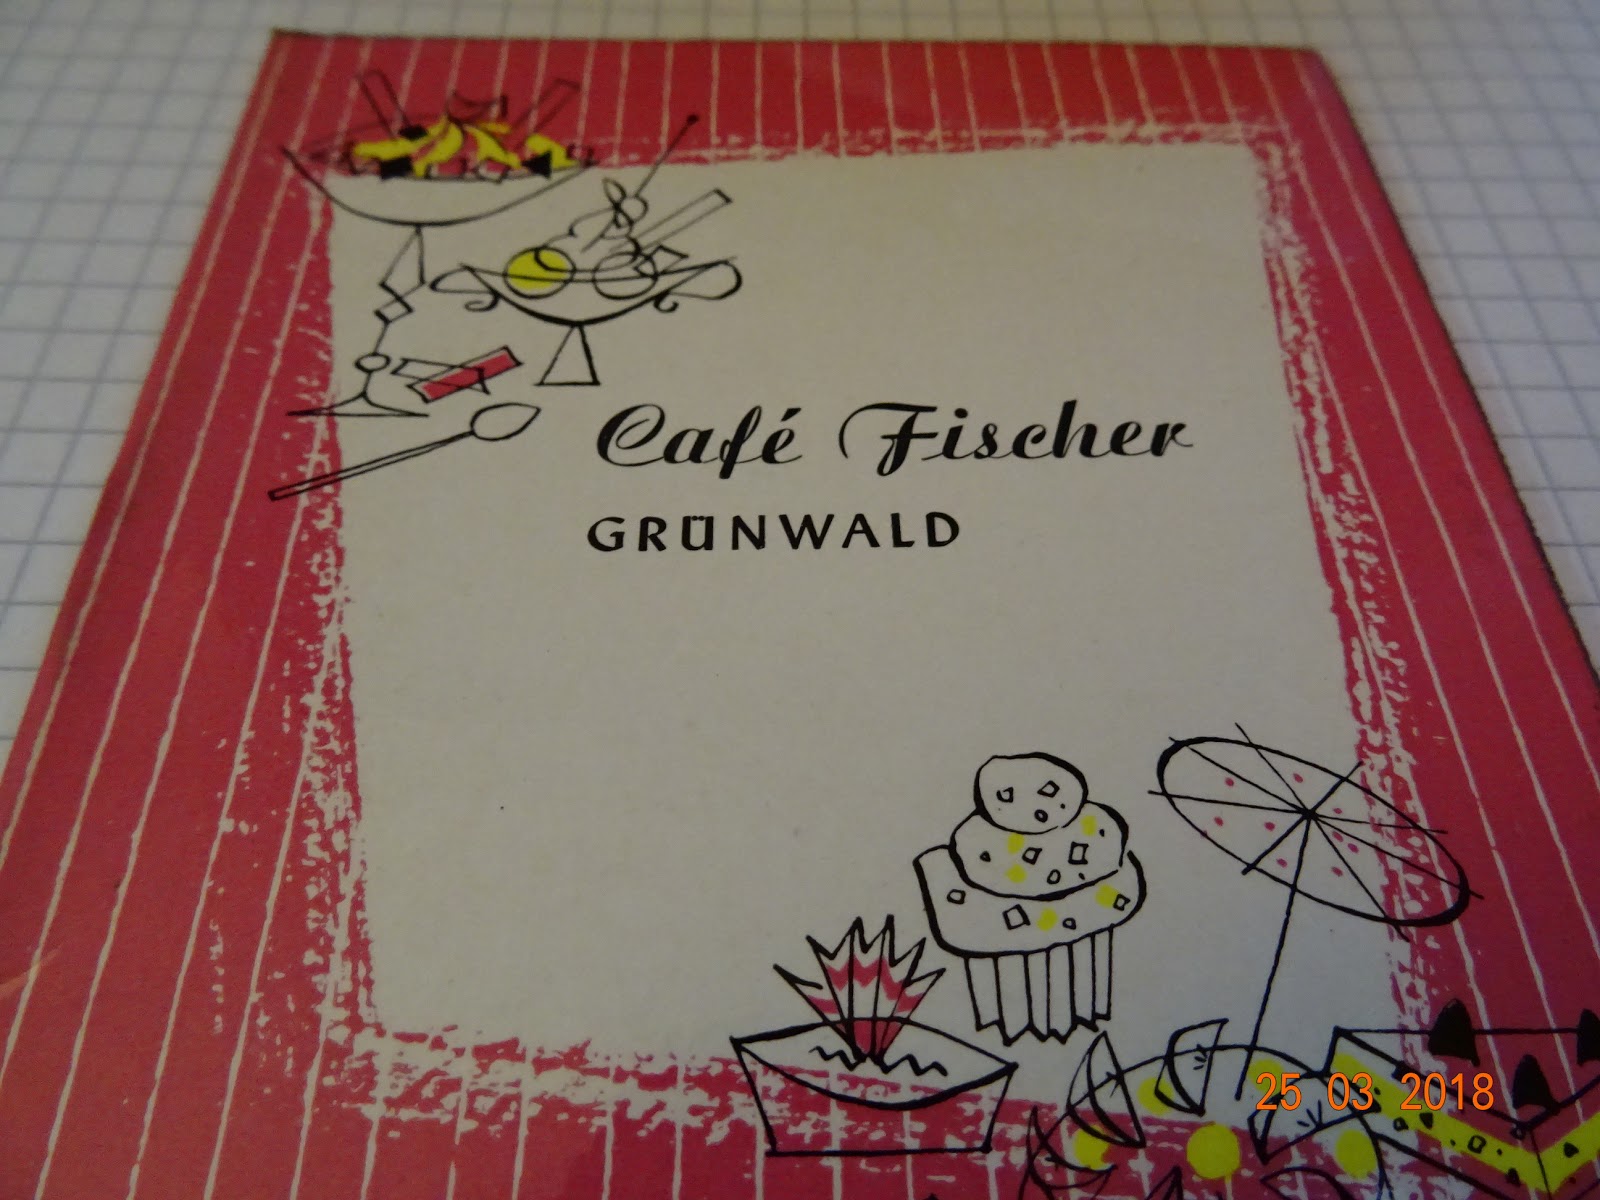 Café Fischer
GRÜNWALD
25 03 2018